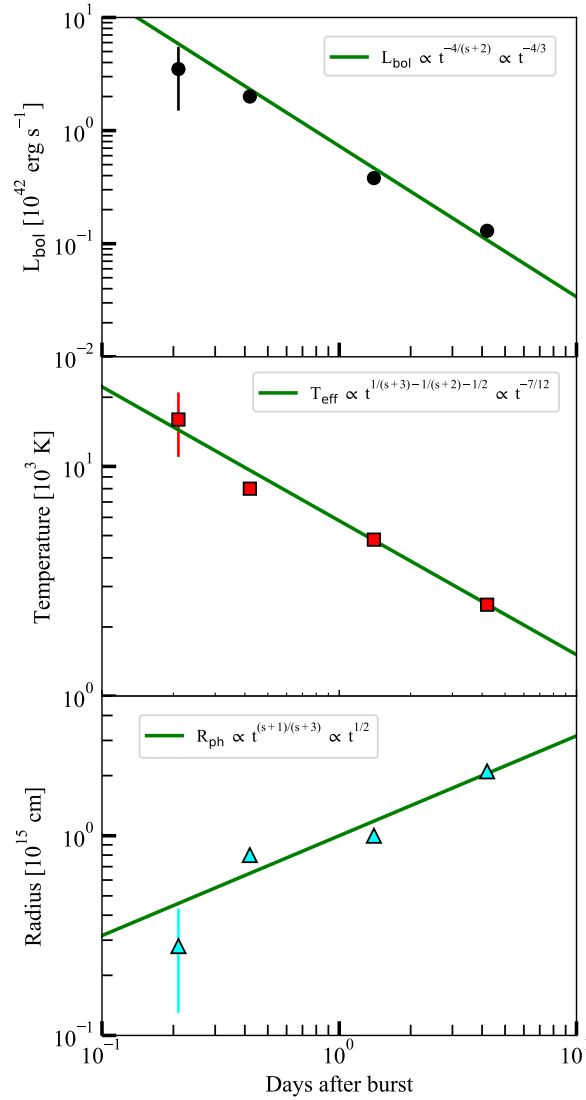 10^1
L_bol ∝ t^{-4/(s+2)} ∝ t^{-4/3}
10^0
10^{-1}
10^{-2}
L_bol [10^{42} erg s^{-1}]
T_eff ∝ t^{1/(s+3)-1/(s+2)-1/2} ∝ t^{-7/12}
10^1
10^0
Temperature [10^3 K]
R_ph ∝ t^{(s+1)/(s+3)} ∝ t^{1/2}
10^0
10^{-1}
Radius [10^{15} cm]
10^{-1} 10^0 10^1
Days after burst